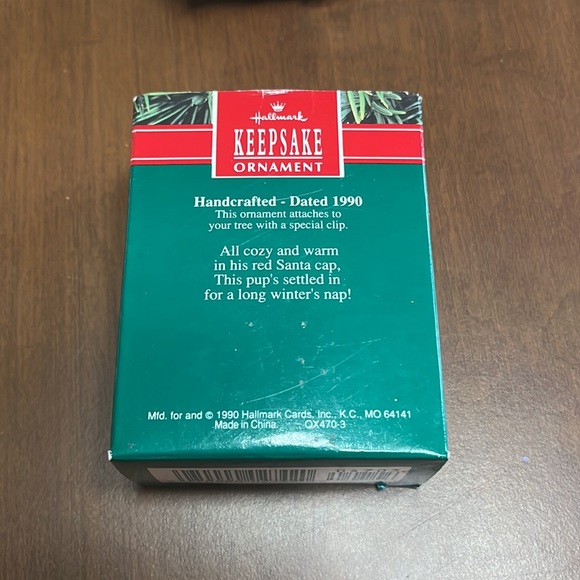 Hallmark
KEEPSAKE
ORNAMENT
Handcrafted - Dated 1990
This ornament attaches to
your tree with a special clip.
All cozy and warm
in his red Santa cap,
This pup's settled in
for a long winter's nap!
Mfd. for and © 1990 Hallmark Cards, Inc., K.C., MO 64141
Made in China. QX470-3